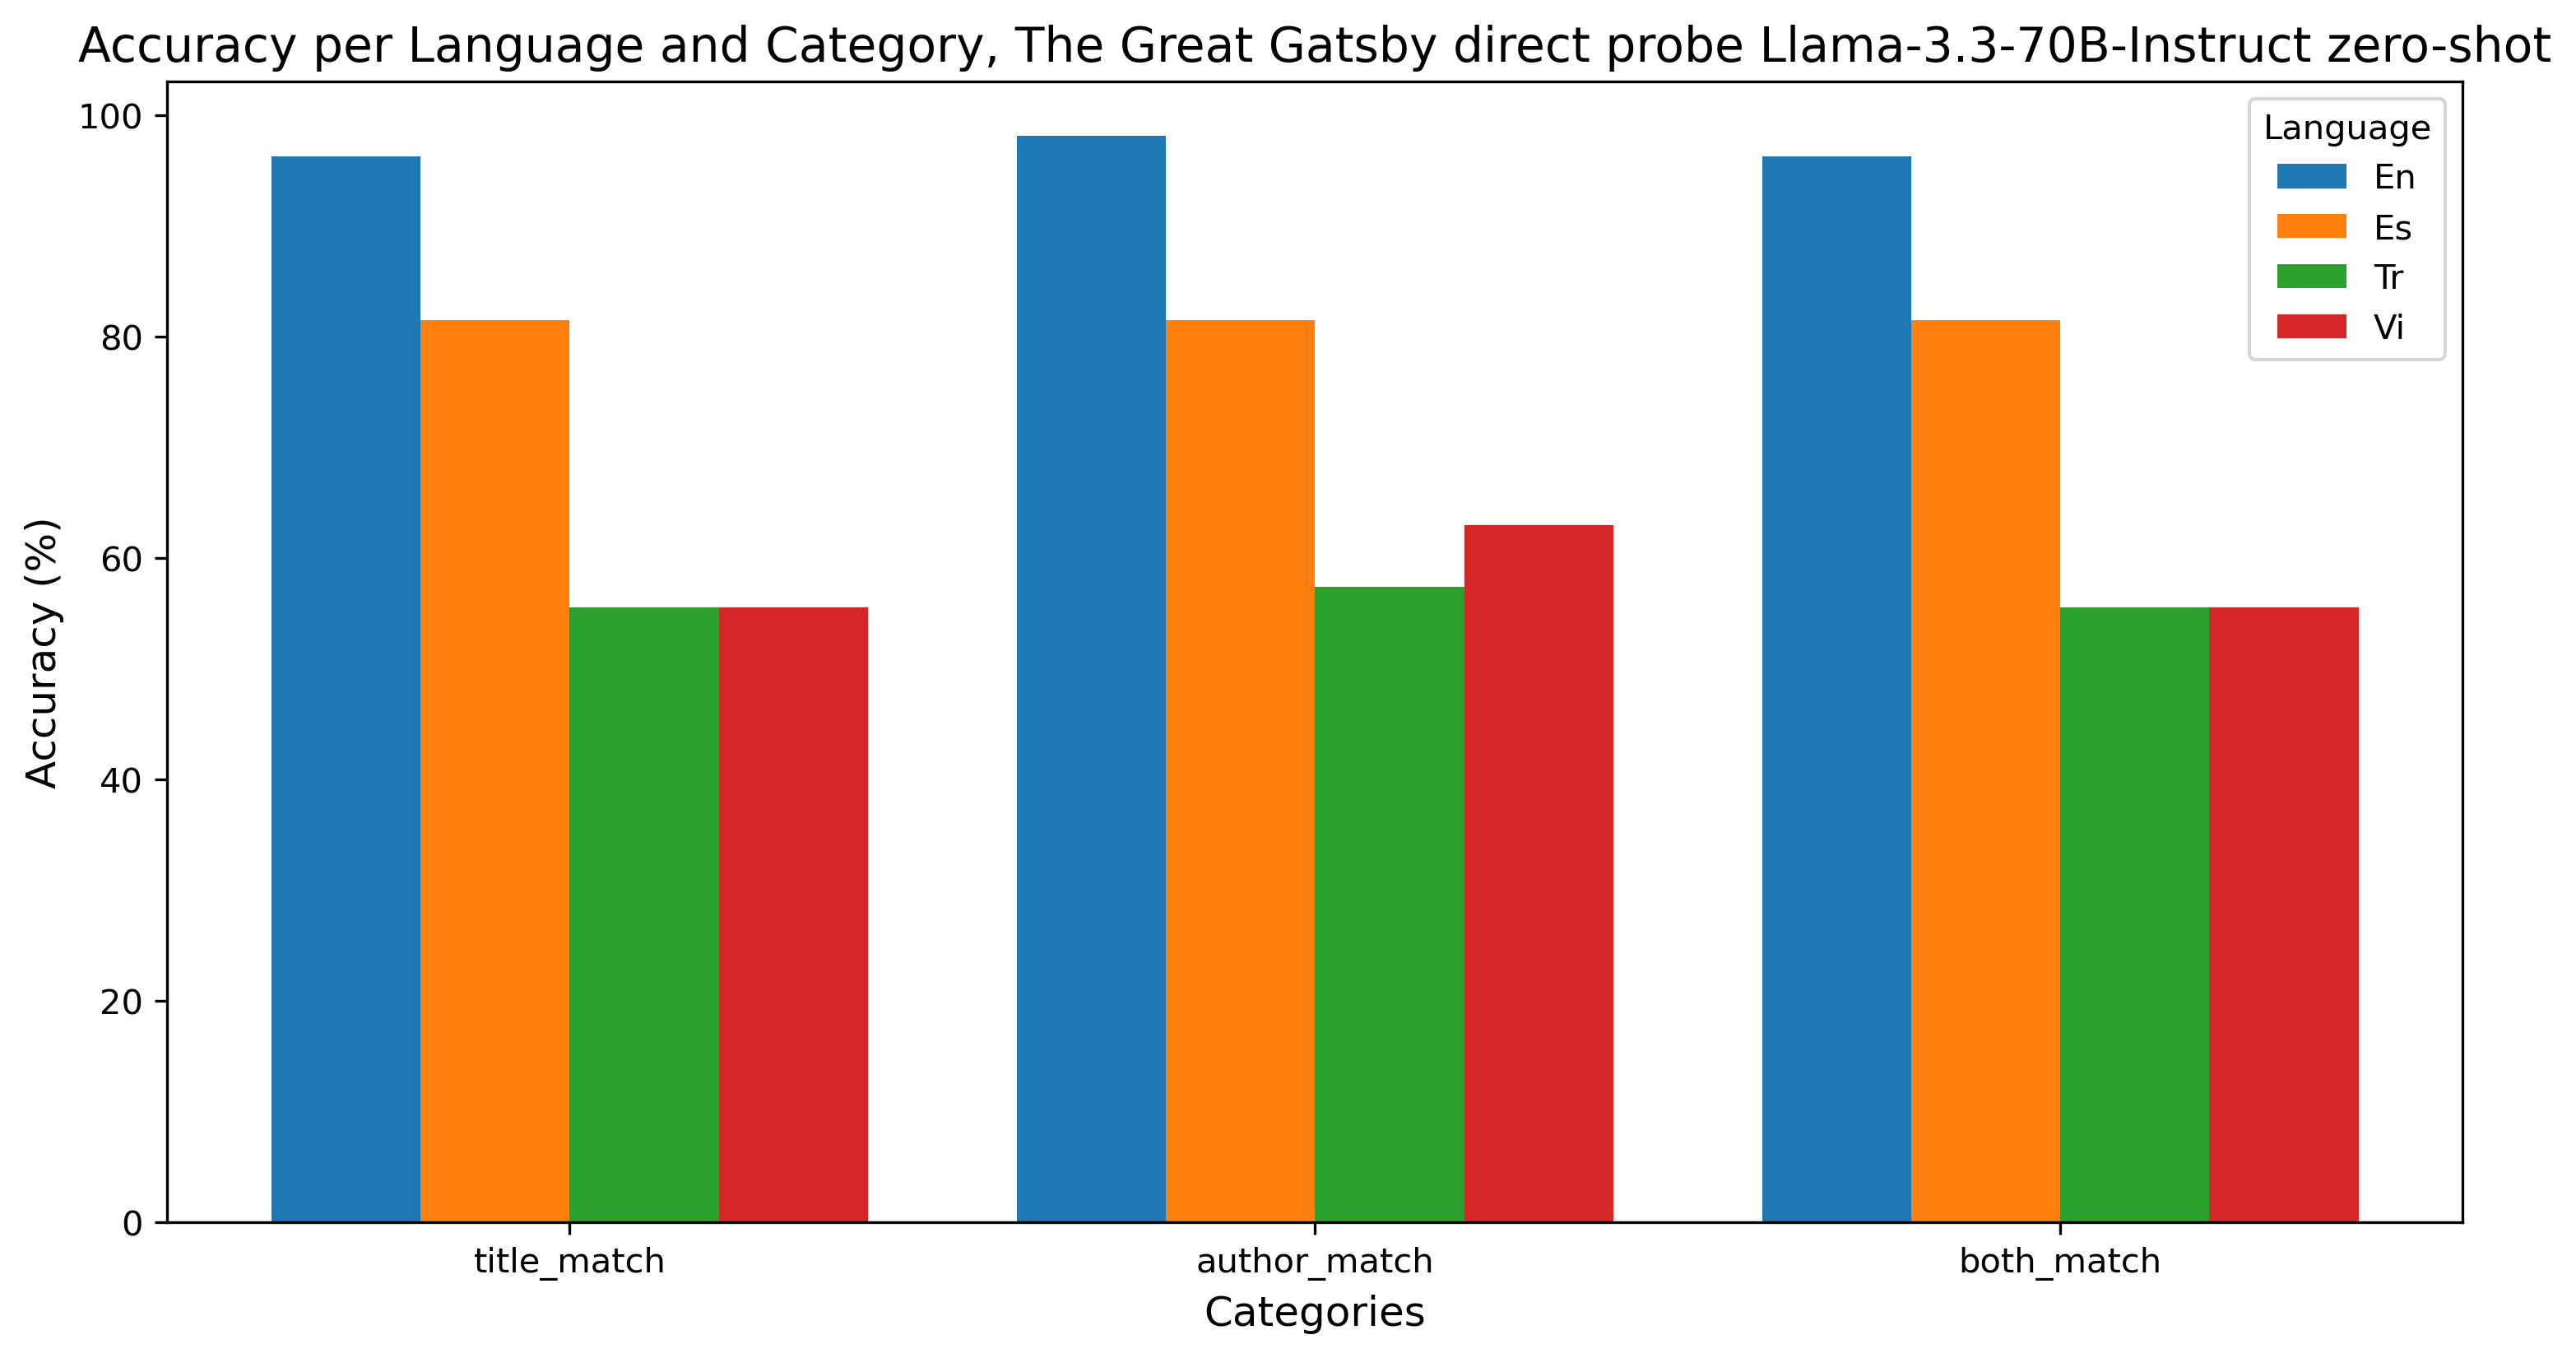 Accuracy per Language and Category, The Great Gatsby direct probe Llama-3.3-70B-Instruct zero-shot
Accuracy (%)
100
80
60
40
20
0
Language
En
Es
Tr
Vi
title_match
author_match
both_match
Categories